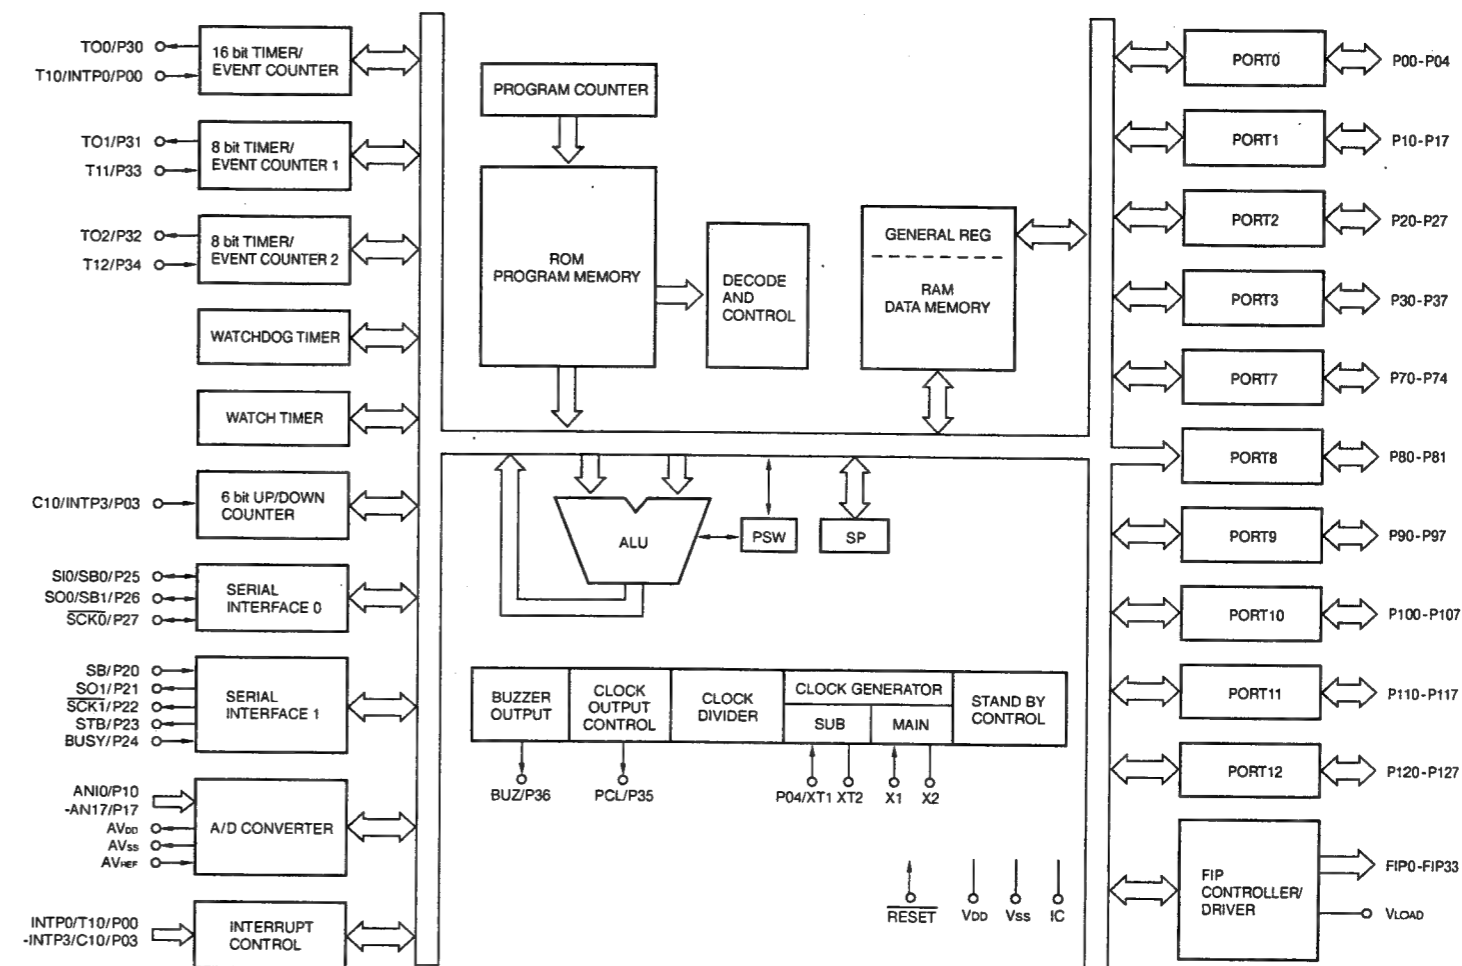 TO0/P30
T10/INTP0/P00
16 bit TIMER/
EVENT COUNTER
TO1/P31
T11/P33
8 bit TIMER/
EVENT COUNTER 1
TO2/P32
T12/P34
8 bit TIMER/
EVENT COUNTER 2
WATCHDOG TIMER
WATCH TIMER
C10/INTP3/P03
6 bit UP/DOWN
COUNTER
SI0/SB0/P25
SO0/SB1/P26
SCK0/P27
SERIAL
INTERFACE 0
SB/P20
SO1/P21
SCK1/P22
STB/P23
BUSY/P24
SERIAL
INTERFACE 1
ANI0/P10
-AN17/P17
AVDD
AVSS
AVREF
A/D CONVERTER
INTP0/T10/P00
-INTP3/C10/P03
INTERRUPT
CONTROL
PROGRAM COUNTER
ROM
PROGRAM MEMORY
DECODE
AND
CONTROL
GENERAL REG
RAM
DATA MEMORY
ALU
PSW
SP
BUZZER
OUTPUT
CLOCK
OUTPUT
CONTROL
CLOCK
DIVIDER
CLOCK GENERATOR
SUB
MAIN
STAND BY
CONTROL
BUZ/P36
PCL/P35
P04/XT1
XT2
X1
X2
RESET
VDD
VSS
IC
PORT0
P00-P04
PORT1
P10-P17
PORT2
P20-P27
PORT3
P30-P37
PORT7
P70-P74
PORT8
P80-P81
PORT9
P90-P97
PORT10
P100-P107
PORT11
P110-P117
PORT12
P120-P127
FIP
CONTROLLER/
DRIVER
FIP0-FIP33
VLOAD